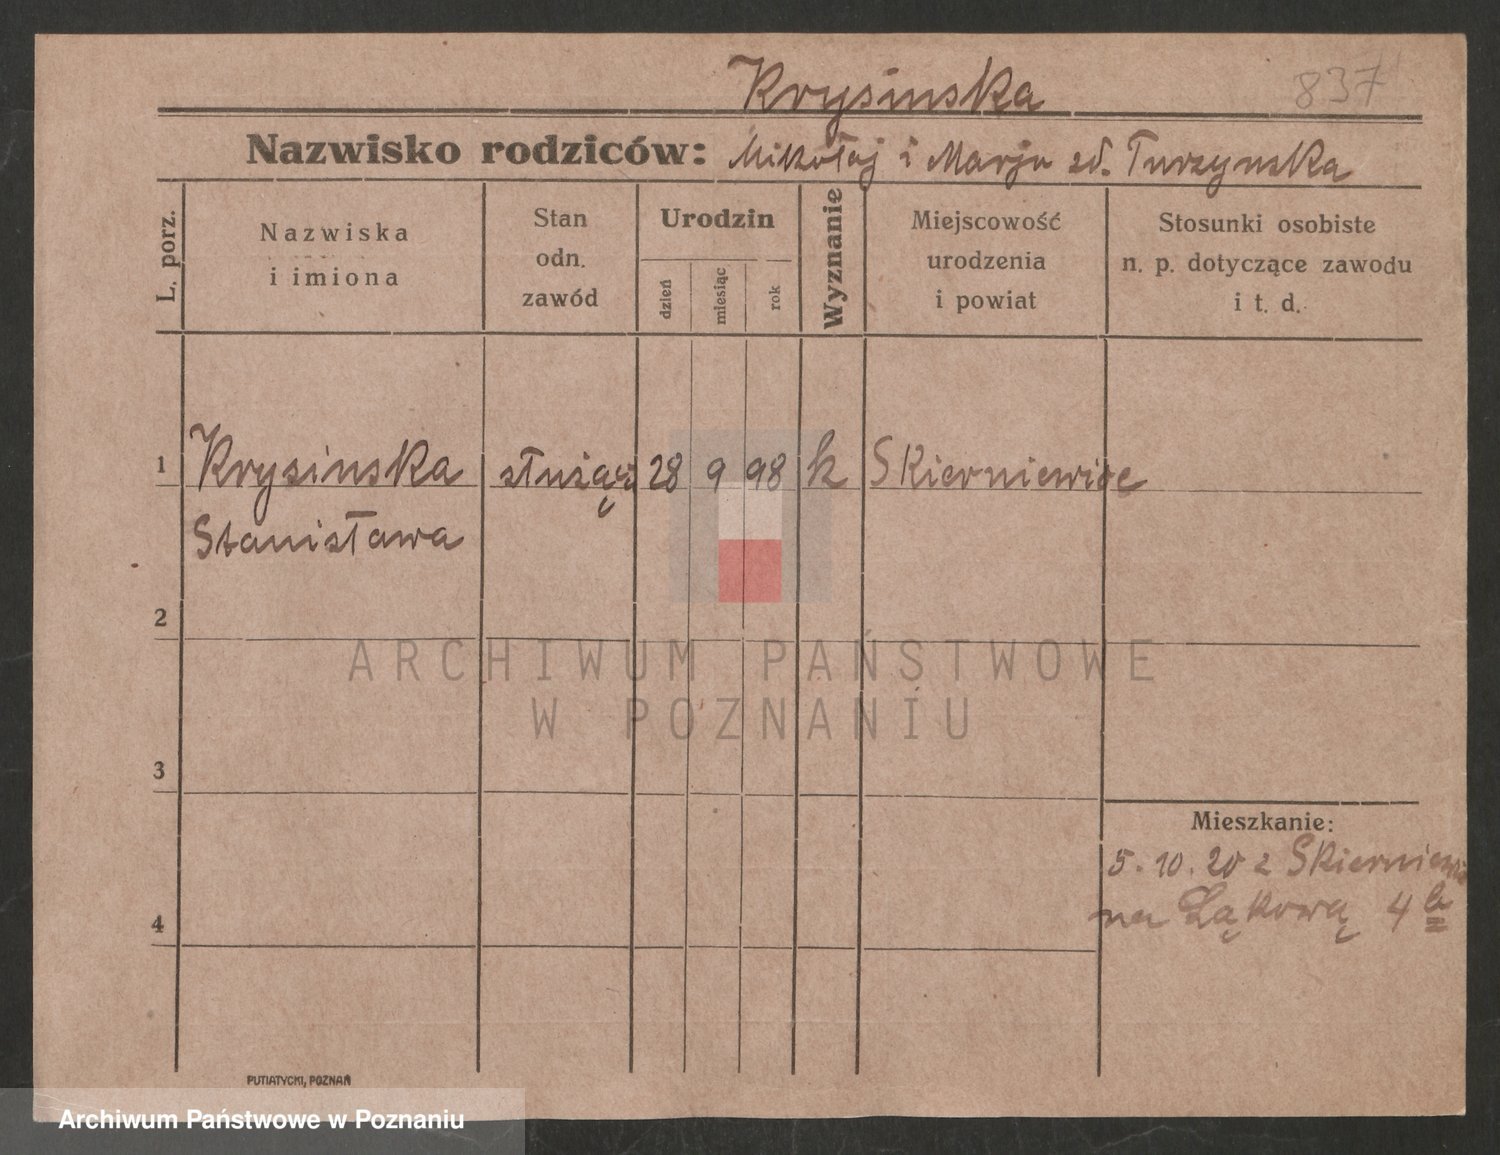 Krysinska 837
Nazwisko rodziców: Mikołaj i Marja zd. Turzynska
L. porz.
Nazwiska
i imiona
Stan
odn.
zawód
Urodzin
dzień
miesiąc
rok
Wyznanie
Miejscowość
urodzenia
i powiat
Stosunki osobiste
n. p. dotyczące zawodu
i t. d.
1 Krysinska służąca 28 9 98 k Skierniewice
Stanisława
2
ARCHIWUM PAŃSTWOWE
W POZNANIU
3
Mieszkanie:
5. 10. 20 z Skierniewic
na Łąkową 4 a
4
PUTIATYCKI, POZNAŃ
Archiwum Państwowe w Poznaniu